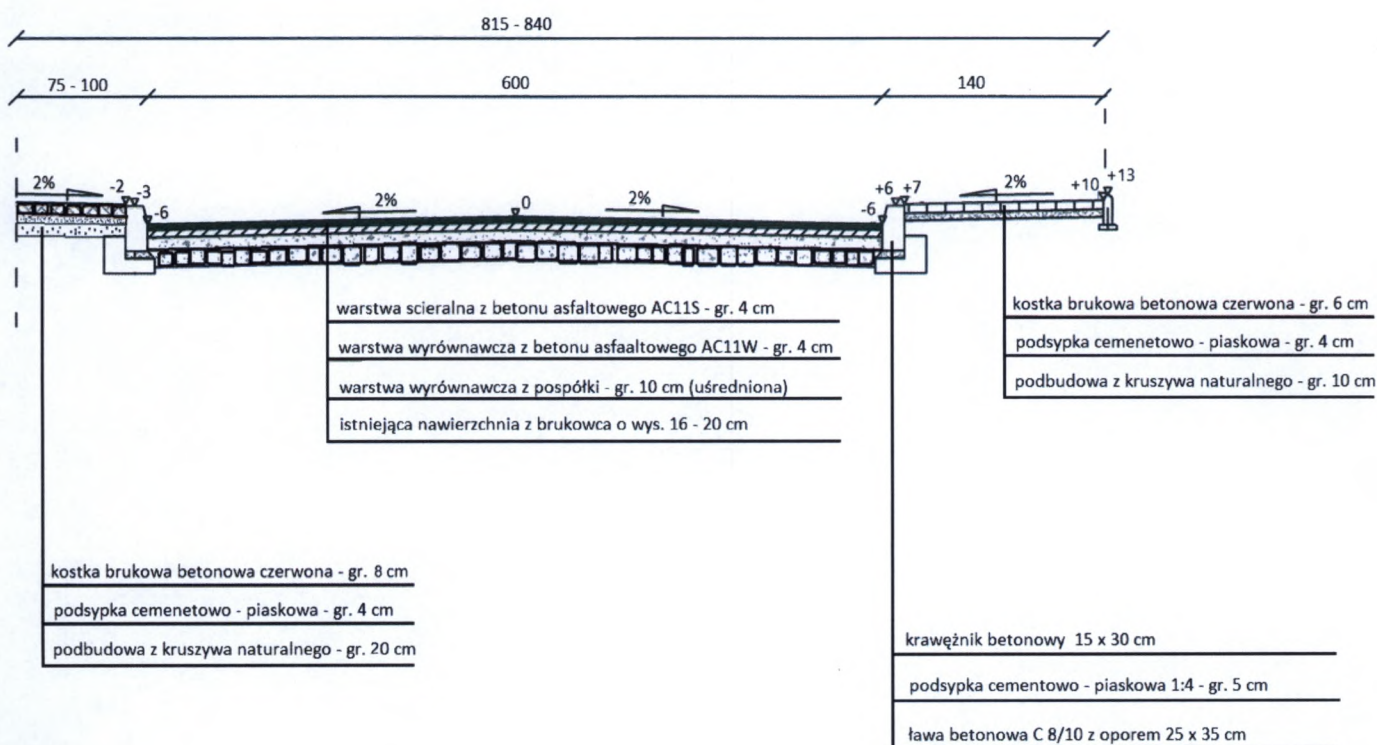 815 - 840
75 - 100
600
140
2%
-2
-3
-6
2%
0
2%
-6
+6
+7
2%
+10
+13
warstwa scieralna z betonu asfaltowego AC11S - gr. 4 cm
warstwa wyrównawcza z betonu asfaaltowego AC11W - gr. 4 cm
warstwa wyrównawcza z pospółki - gr. 10 cm (uśredniona)
istniejąca nawierzchnia z brukowca o wys. 16 - 20 cm
kostka brukowa betonowa czerwona - gr. 6 cm
podsypka cemenetowo - piaskowa - gr. 4 cm
podbudowa z kruszywa naturalnego - gr. 10 cm
kostka brukowa betonowa czerwona - gr. 8 cm
podsypka cemenetowo - piaskowa - gr. 4 cm
podbudowa z kruszywa naturalnego - gr. 20 cm
krawężnik betonowy 15 x 30 cm
podsypka cementowo - piaskowa 1:4 - gr. 5 cm
ława betonowa C 8/10 z oporem 25 x 35 cm